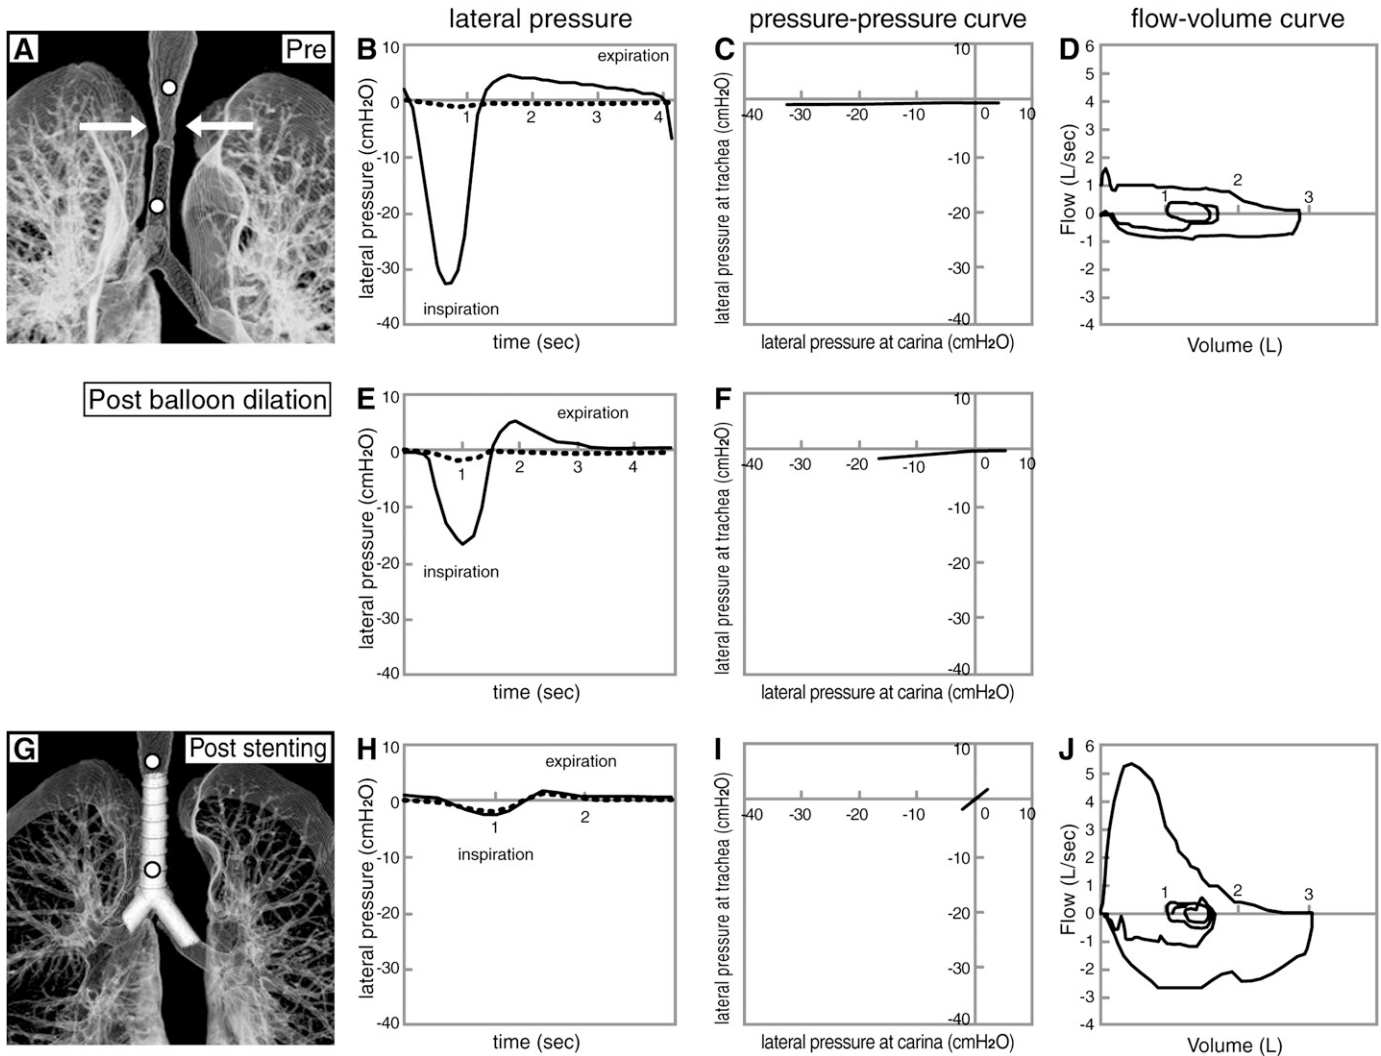 lateral pressure
pressure-pressure curve
flow-volume curve
A
Pre
B
10
0
-10
-20
-30
-40
1
2
3
4
expiration
inspiration
lateral pressure (cmH2O)
time (sec)
C
10
-40
-30
-20
-10
0
10
-10
-20
-30
-40
lateral pressure at trachea (cmH2O)
lateral pressure at carina (cmH2O)
D
6
5
4
3
2
1
0
-1
-2
-3
-4
1
2
3
Flow (L/sec)
Volume (L)
Post balloon dilation
E
10
0
-10
-20
-30
-40
1
2
3
4
expiration
inspiration
lateral pressure (cmH2O)
time (sec)
F
10
-40
-30
-20
-10
0
10
-10
-20
-30
-40
lateral pressure at trachea (cmH2O)
lateral pressure at carina (cmH2O)
G
Post stenting
H
10
0
-10
-20
-30
-40
1
2
expiration
inspiration
lateral pressure (cmH2O)
time (sec)
I
10
-40
-30
-20
-10
0
10
-10
-20
-30
-40
lateral pressure at trachea (cmH2O)
lateral pressure at carina (cmH2O)
J
6
5
4
3
2
1
0
-1
-2
-3
-4
1
2
3
Flow (L/sec)
Volume (L)